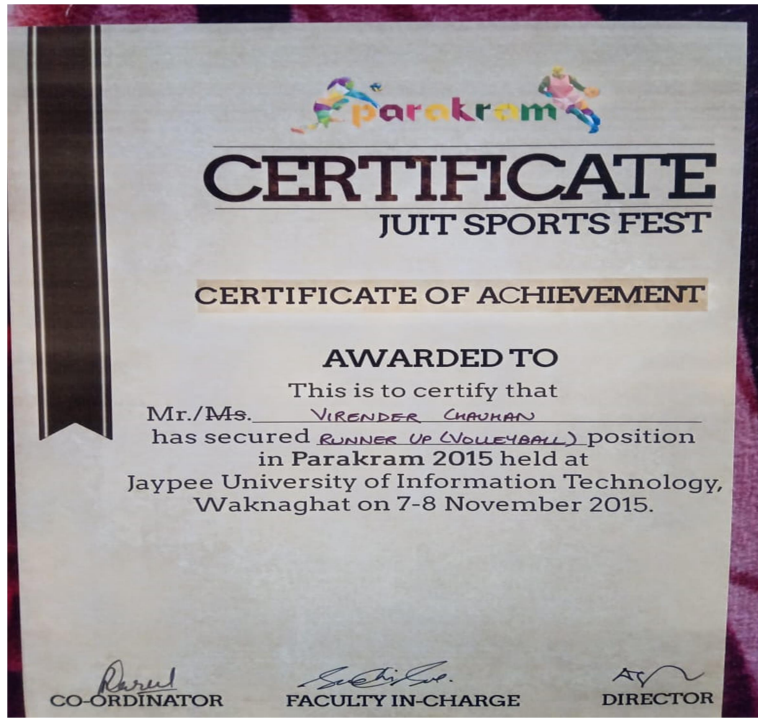 parakram
CERTIFICATE
JUIT SPORTS FEST
CERTIFICATE OF ACHIEVEMENT
AWARDED TO
This is to certify that
Mr./Ms. VIRENDER CHAUHAN
has secured RUNNER UP (VOLLEYBALL) position
in Parakram 2015 held at
Jaypee University of Information Technology,
Waknaghat on 7-8 November 2015.
CO-ORDINATOR FACULTY IN-CHARGE DIRECTOR